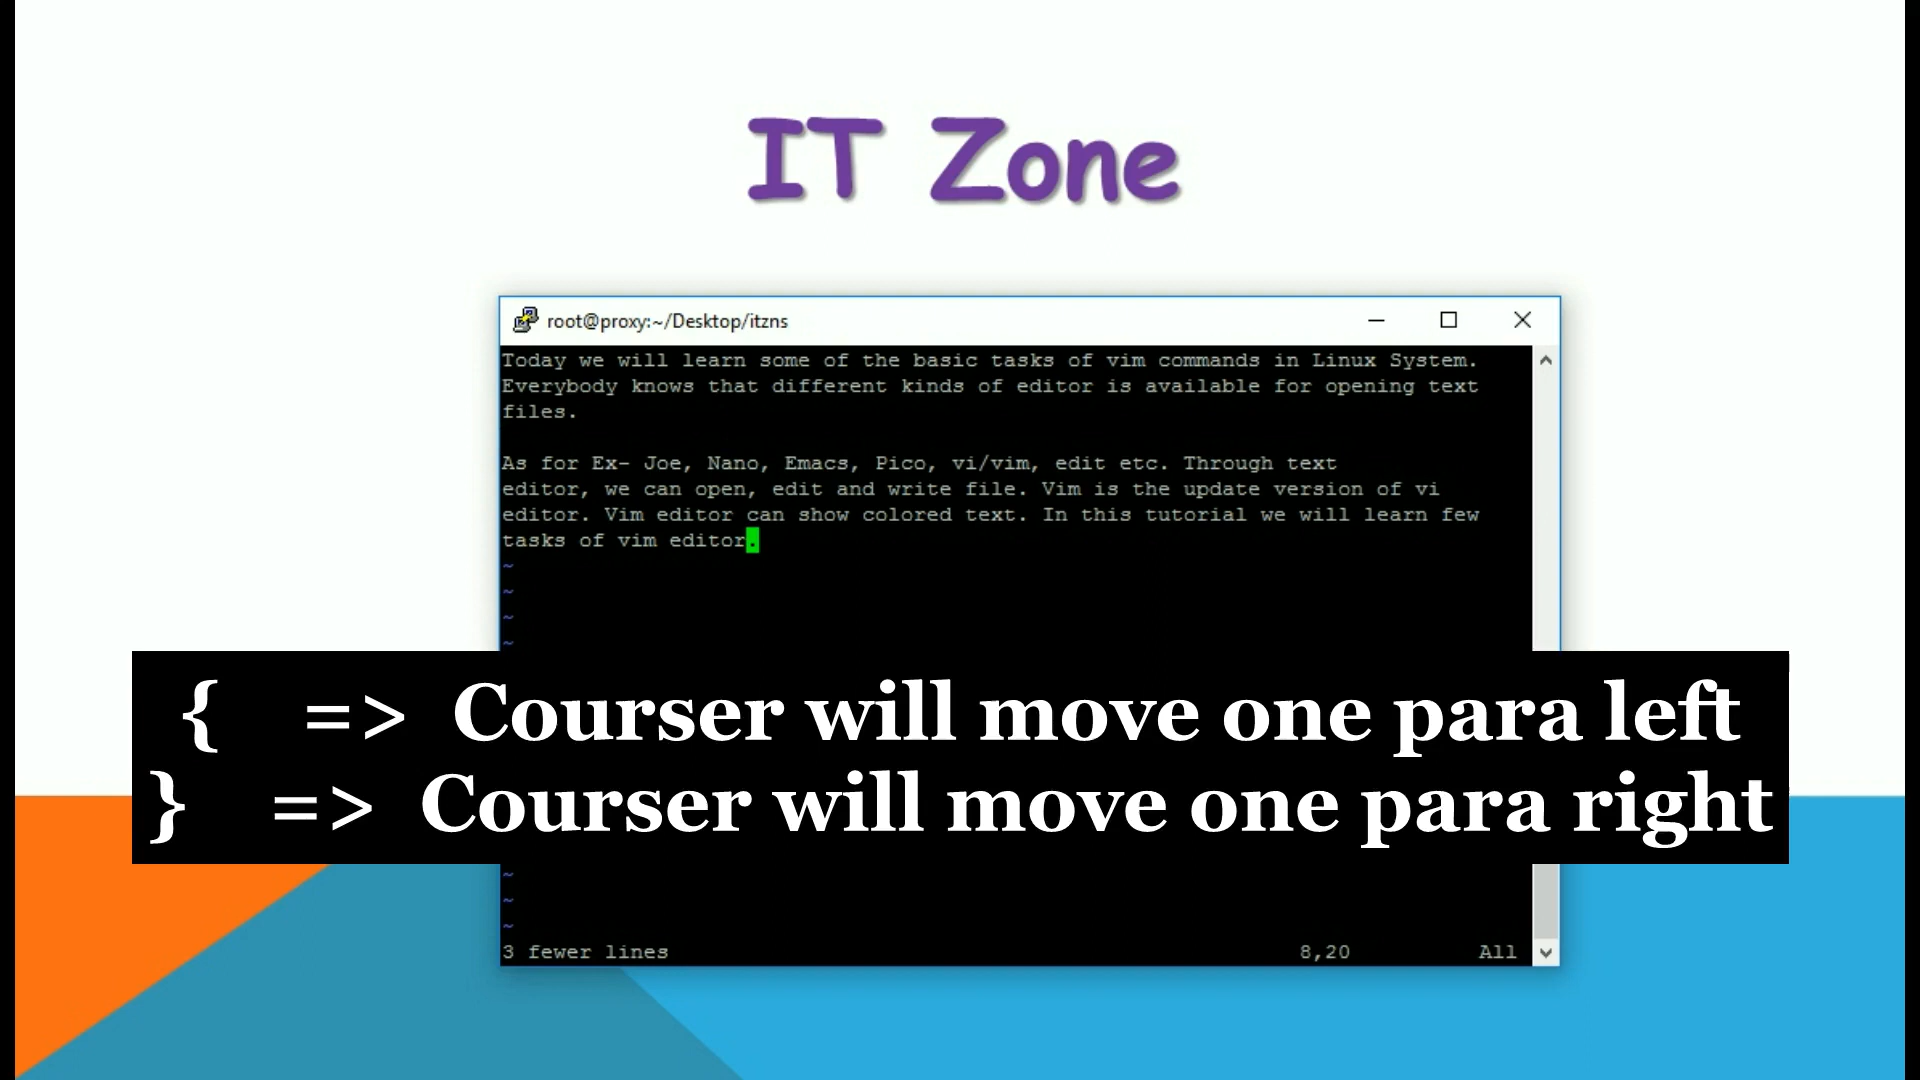 IT Zone
root@proxy:~/Desktop/itzns
Today we will learn some of the basic tasks of vim commands in Linux System.
Everybody knows that different kinds of editor is available for opening text
files.
As for Ex- Joe, Nano, Emacs, Pico, vi/vim, edit etc. Through text
editor, we can open, edit and write file. Vim is the update version of vi
editor. Vim editor can show colored text. In this tutorial we will learn few
tasks of vim editor.
~
~
~
~
{ => Courser will move one para left
} => Courser will move one para right
~
~
~
3 fewer lines 8,20 All